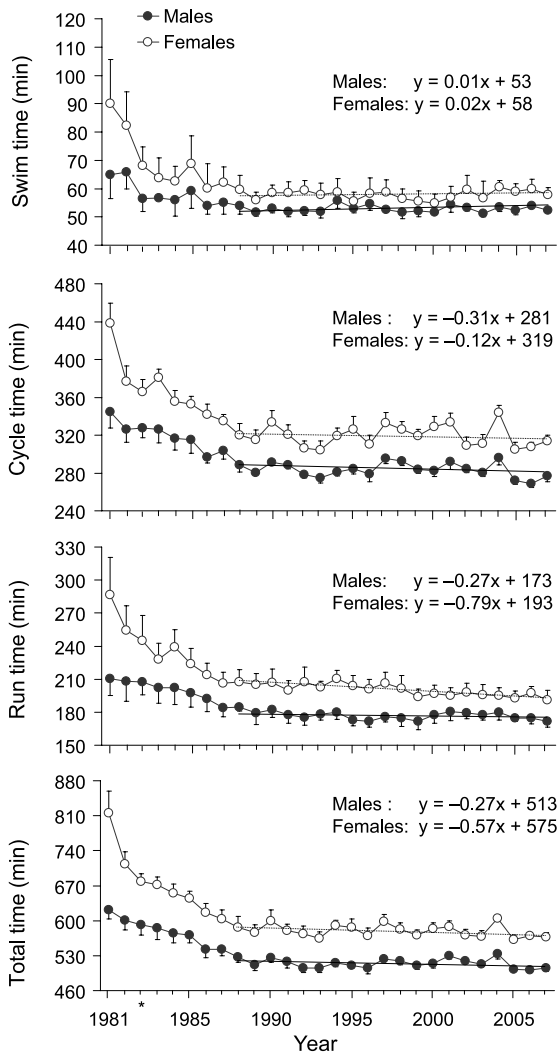 Males
Females
Swim time (min)
120
110
100
90
80
70
60
50
40
Males: y = 0.01x + 53
Females: y = 0.02x + 58
Cycle time (min)
480
440
400
360
320
280
240
Males : y = –0.31x + 281
Females: y = –0.12x + 319
Run time (min)
330
300
270
240
210
180
150
Males : y = –0.27x + 173
Females: y = –0.79x + 193
Total time (min)
880
810
740
670
600
530
460
Males : y = –0.27x + 513
Females: y = –0.57x + 575
1981 * 1985 1990 1995 2000 2005
Year